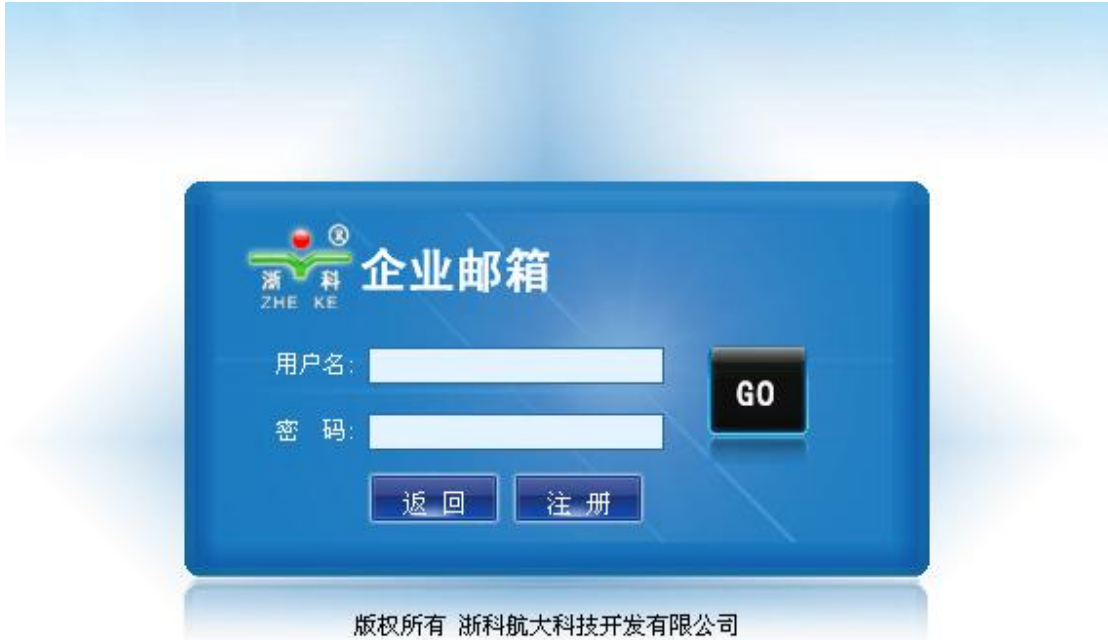 ®
浙 科
ZHE KE
企业邮箱
用户名:
密 码:
GO
返 回
注 册
版权所有 浙科航大科技开发有限公司